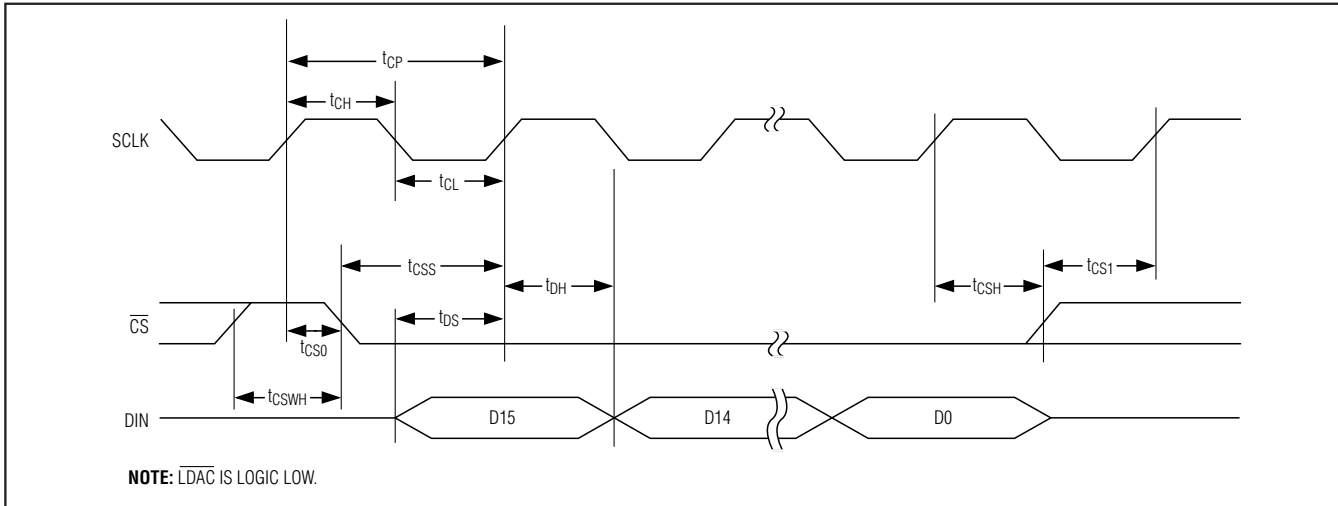 tCP
tCH
SCLK
tCL
tCSS
tDH
tCSH
tCS1
CS
tDS
tCS0
tCSWH
DIN
D15
D14
D0
NOTE: LDAC IS LOGIC LOW.